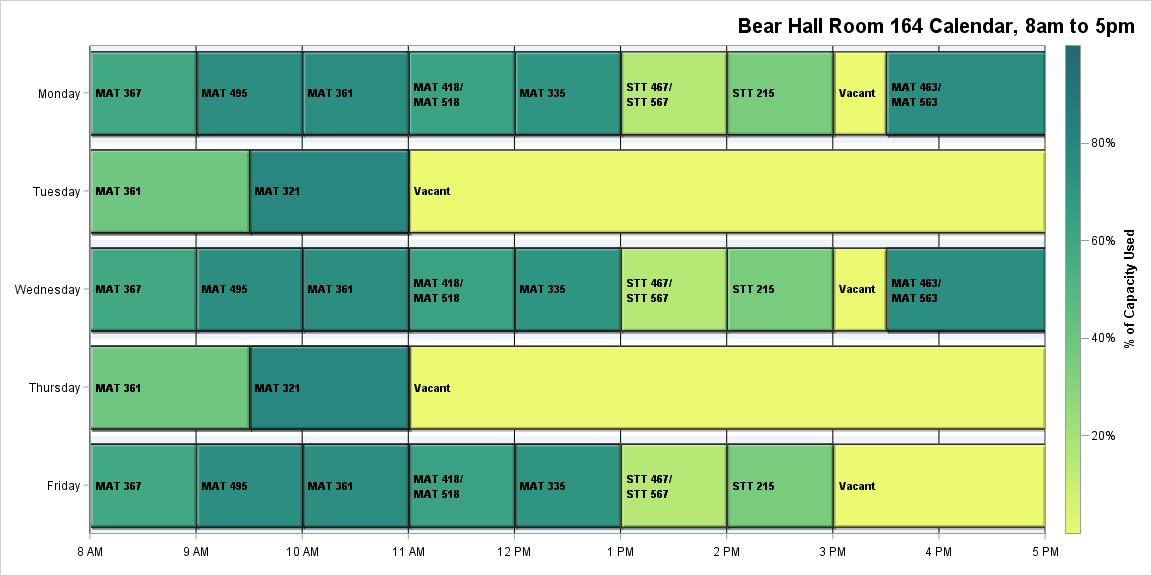 Bear Hall Room 164 Calendar, 8am to 5pm
Monday
MAT 367
MAT 495
MAT 361
MAT 418/
MAT 518
MAT 335
STT 467/
STT 567
STT 215
Vacant
MAT 463/
MAT 563
Tuesday
MAT 361
MAT 321
Vacant
Wednesday
MAT 367
MAT 495
MAT 361
MAT 418/
MAT 518
MAT 335
STT 467/
STT 567
STT 215
Vacant
MAT 463/
MAT 563
Thursday
MAT 361
MAT 321
Vacant
Friday
MAT 367
MAT 495
MAT 361
MAT 418/
MAT 518
MAT 335
STT 467/
STT 567
STT 215
Vacant
8 AM
9 AM
10 AM
11 AM
12 PM
1 PM
2 PM
3 PM
4 PM
5 PM
80%
60%
40%
20%
% of Capacity Used